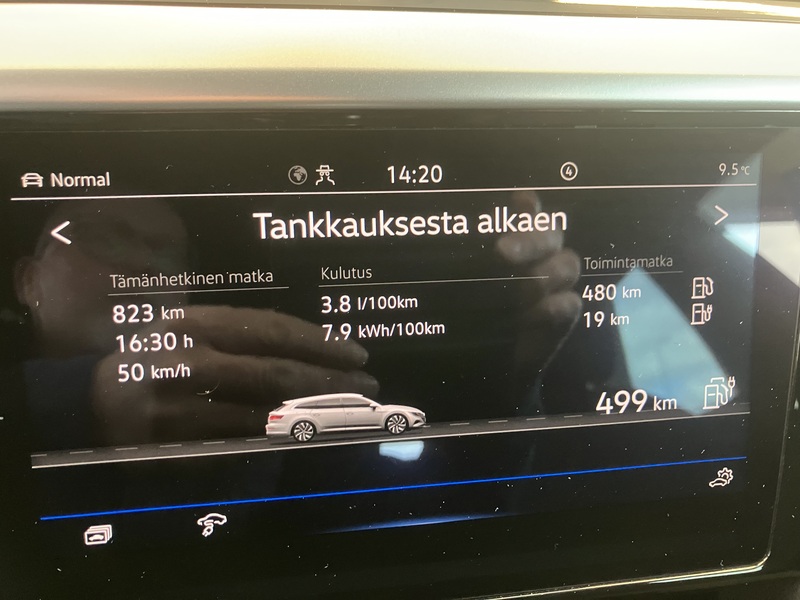 Normal
14:20
4
9.5°C
Tankkauksesta alkaen
Tämänhetkinen matka
823 km
16:30 h
50 km/h
Kulutus
3.8 l/100km
7.9 kWh/100km
Toimintamatka
480 km
19 km
499 km